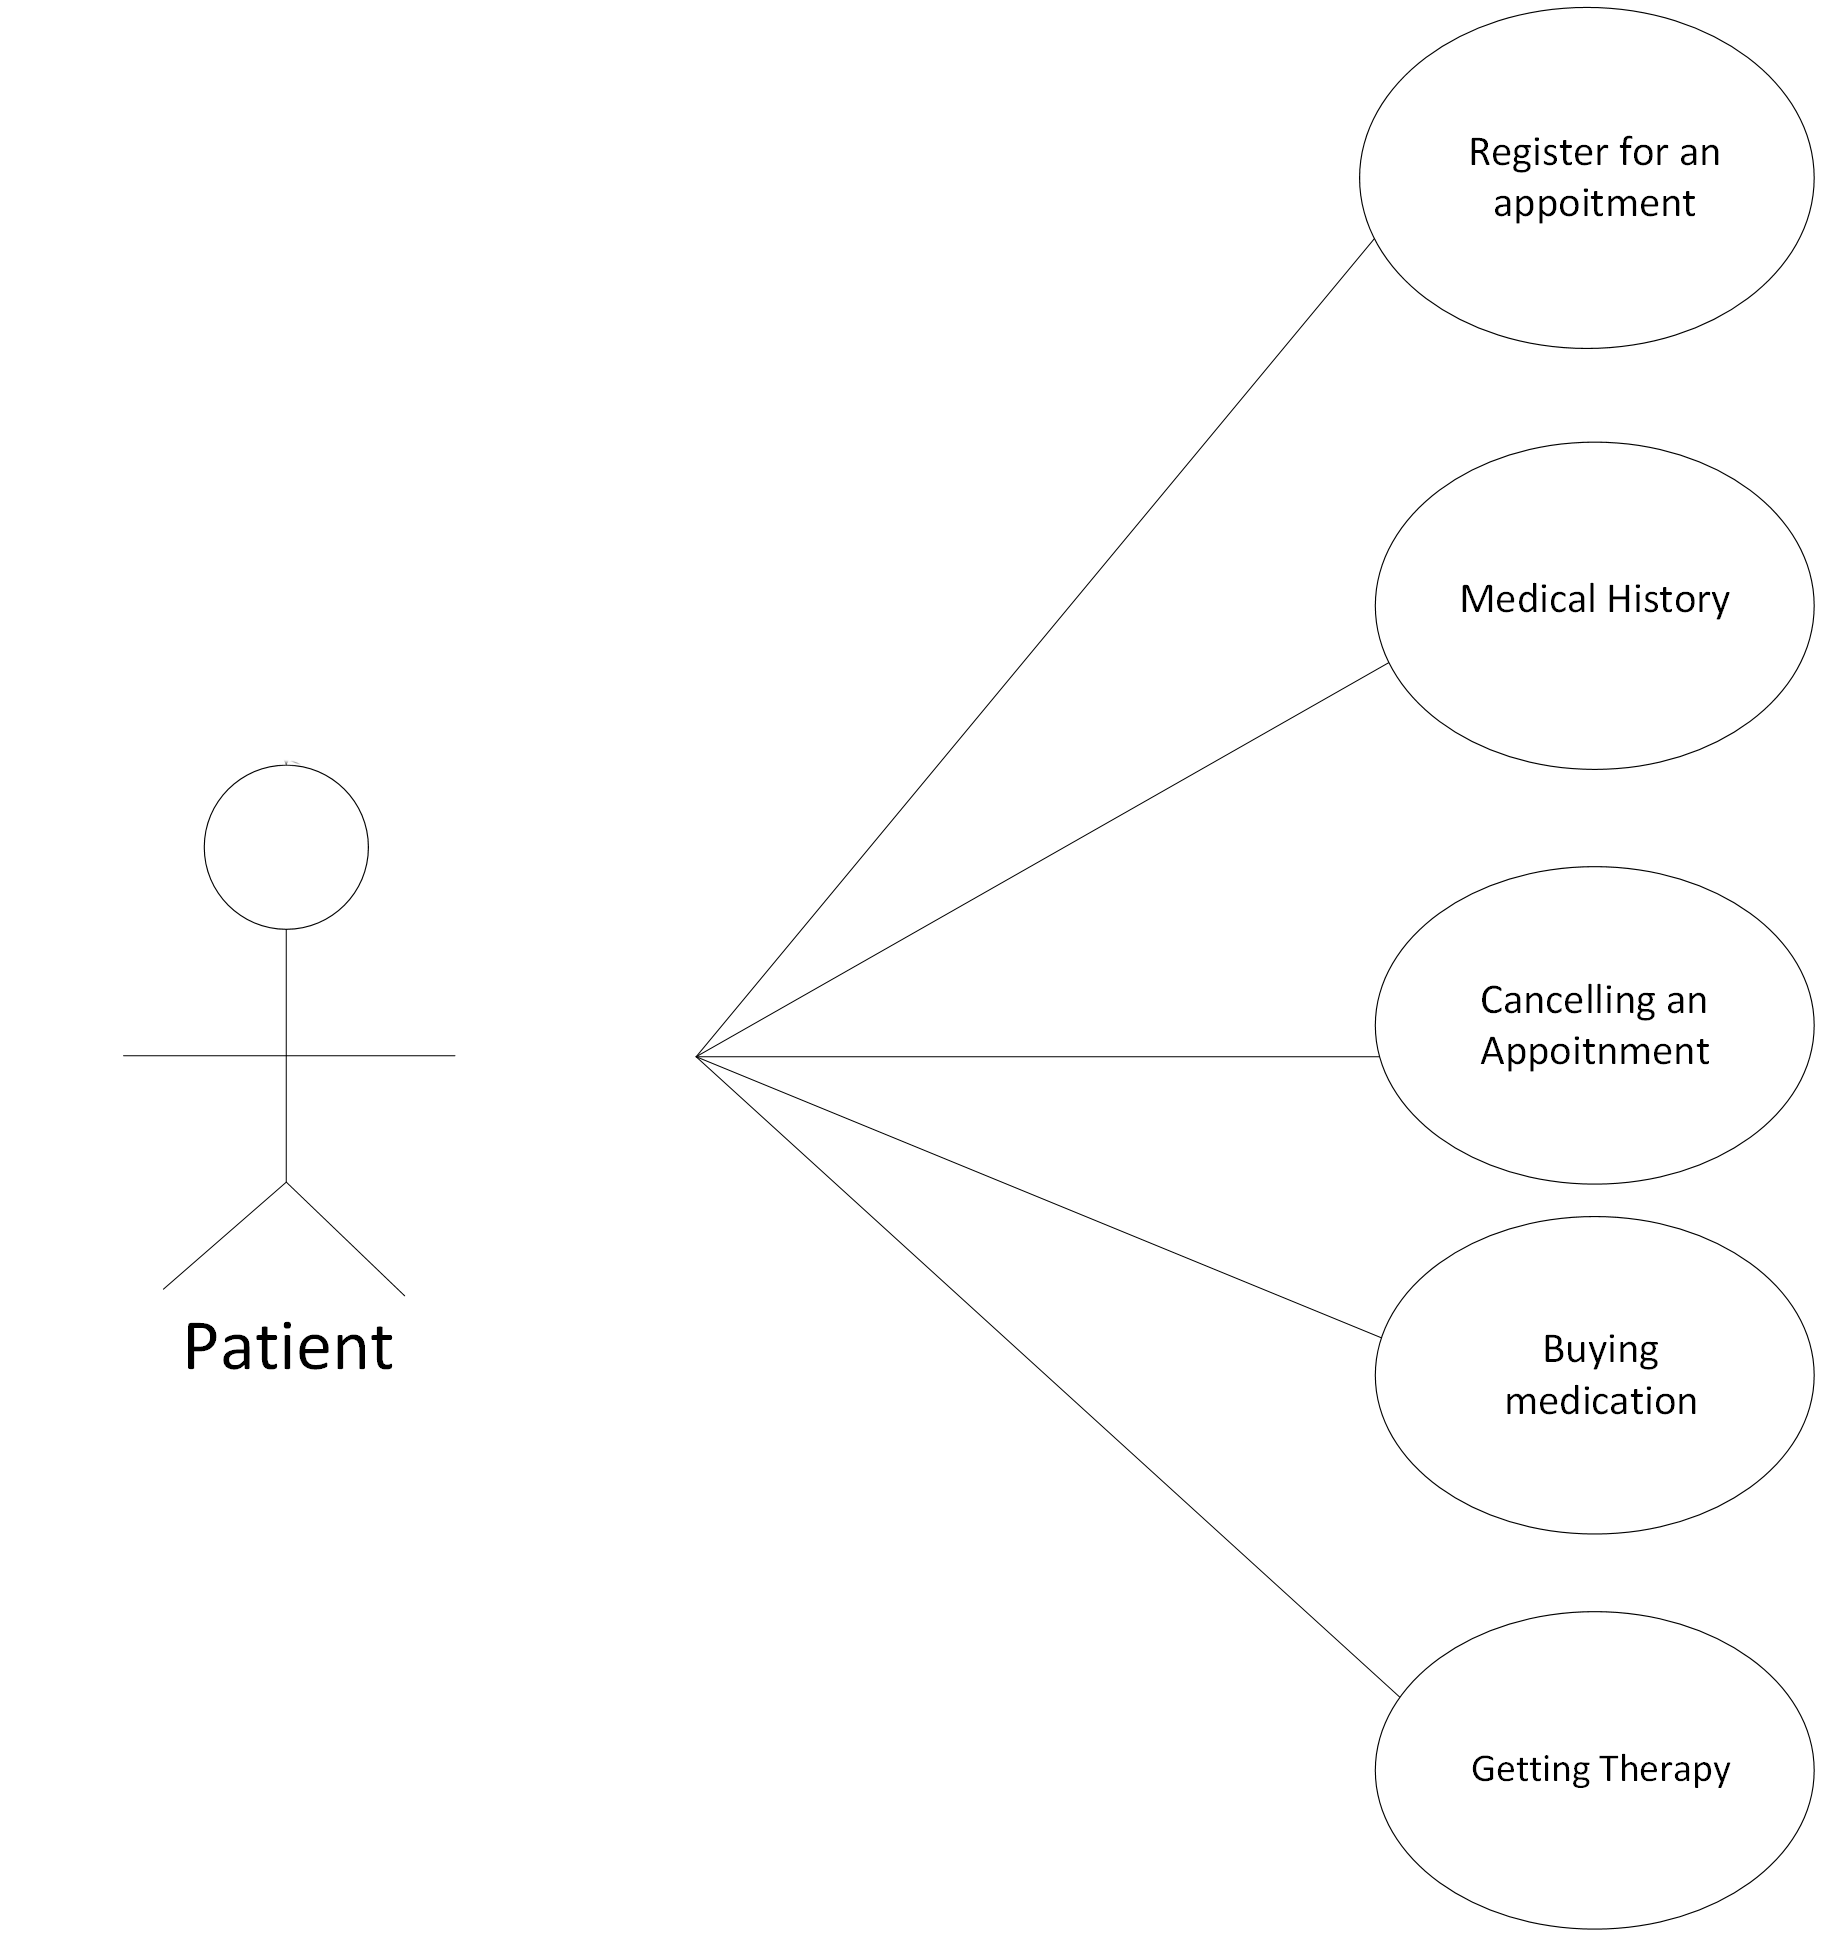 Register for an
appoitment
Medical History
Cancelling an
Appoitnment
Patient
Buying
medication
Getting Therapy